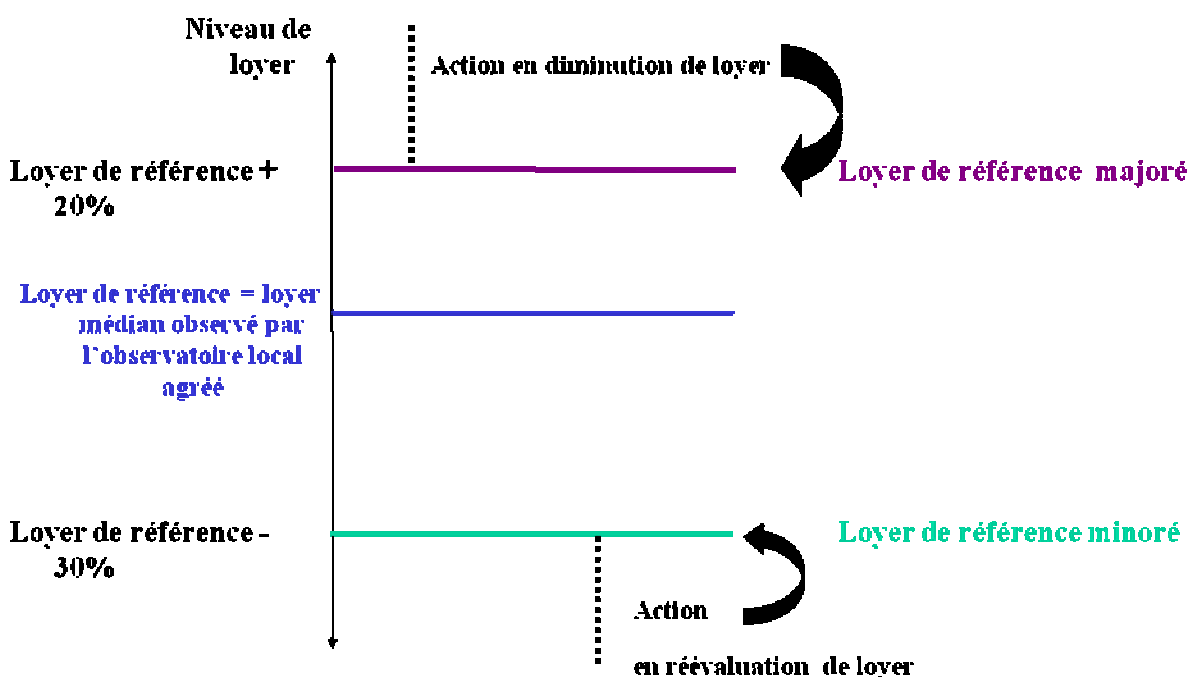 Niveau de
loyer
Action en diminution de loyer
Loyer de référence +
20%
Loyer de référence majoré
Loyer de référence = loyer
médian observé par
l'observatoire local
agréé
Loyer de référence -
30%
Loyer de référence minoré
Action
en réévaluation de loyer